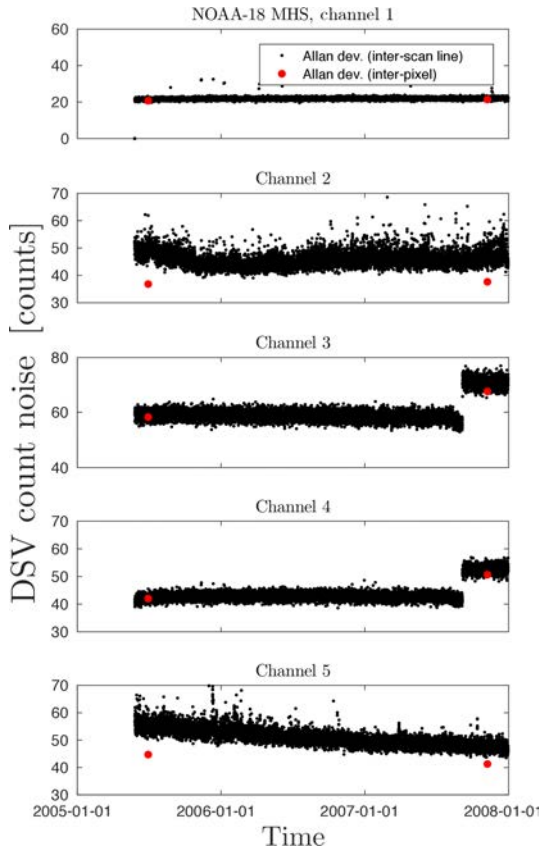 NOAA-18 MHS, channel 1
60
40
20
0
Allan dev. (inter-scan line)
Allan dev. (inter-pixel)
Channel 2
70
60
50
40
30
Channel 3
80
60
40
Channel 4
70
60
50
40
30
Channel 5
70
60
50
40
30
2005-01-01 2006-01-01 2007-01-01 2008-01-01
Time
DSV count noise [counts]